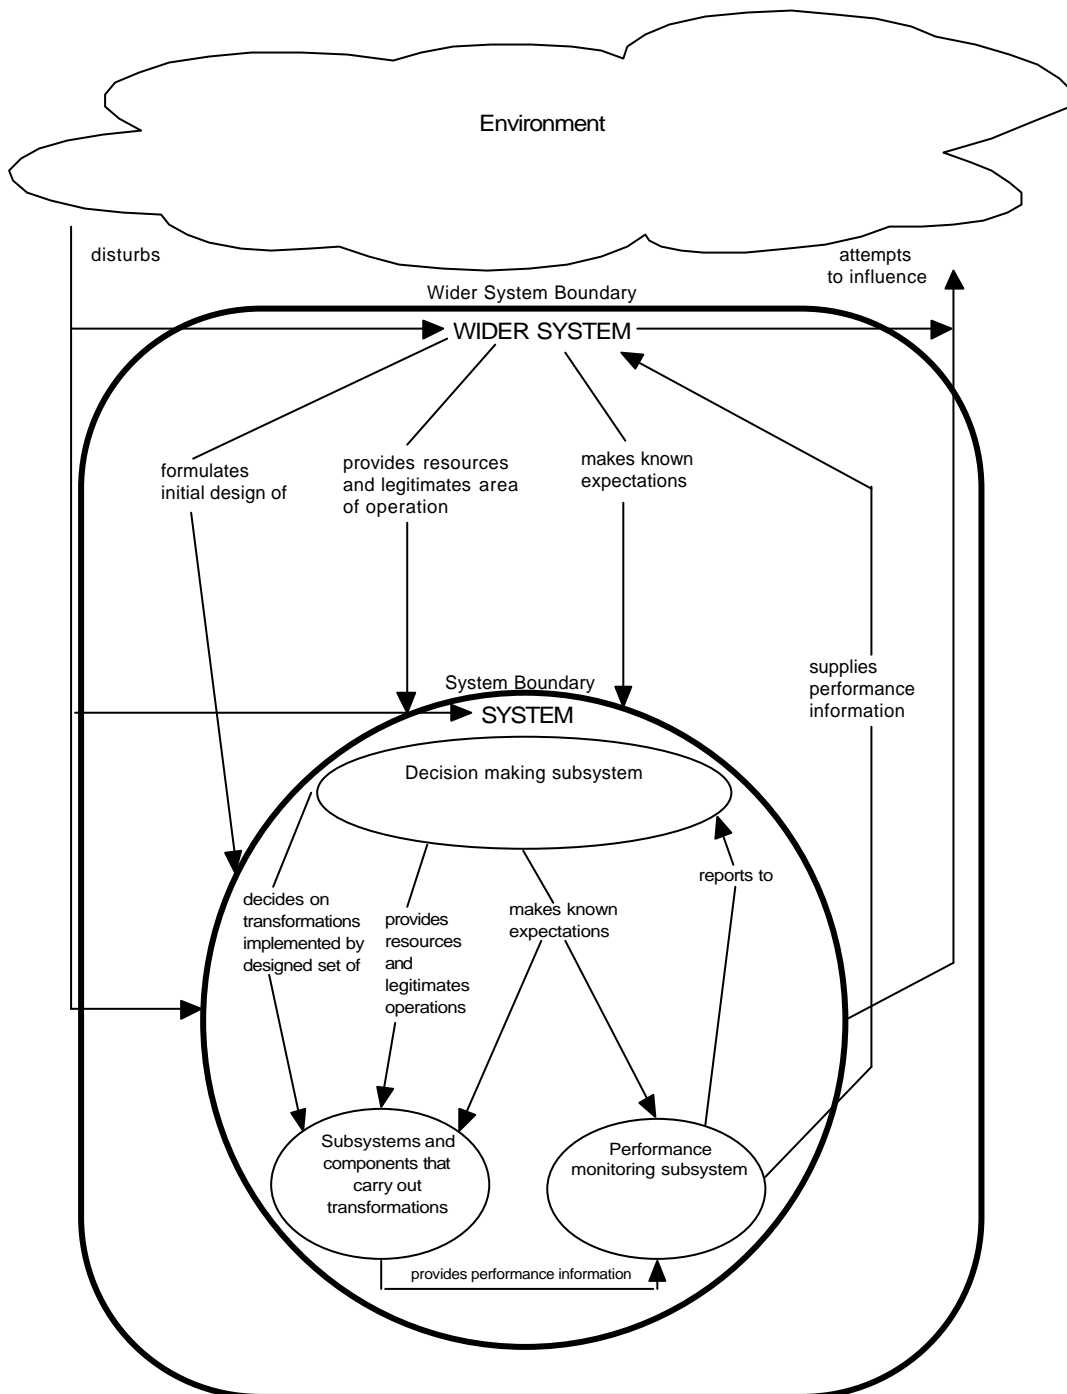 Environment
disturbs
attempts
to influence
Wider System Boundary
WIDER SYSTEM
formulates
initial design of
provides resources
and legitimates area
of operation
makes known
expectations
supplies
performance
information
System Boundary
SYSTEM
Decision making subsystem
reports to
decides on
transformations
implemented by
designed set of
provides
resources
and
legitimates
operations
makes known
expectations
Subsystems and
components that
carry out
transformations
Performance
monitoring subsystem
provides performance information